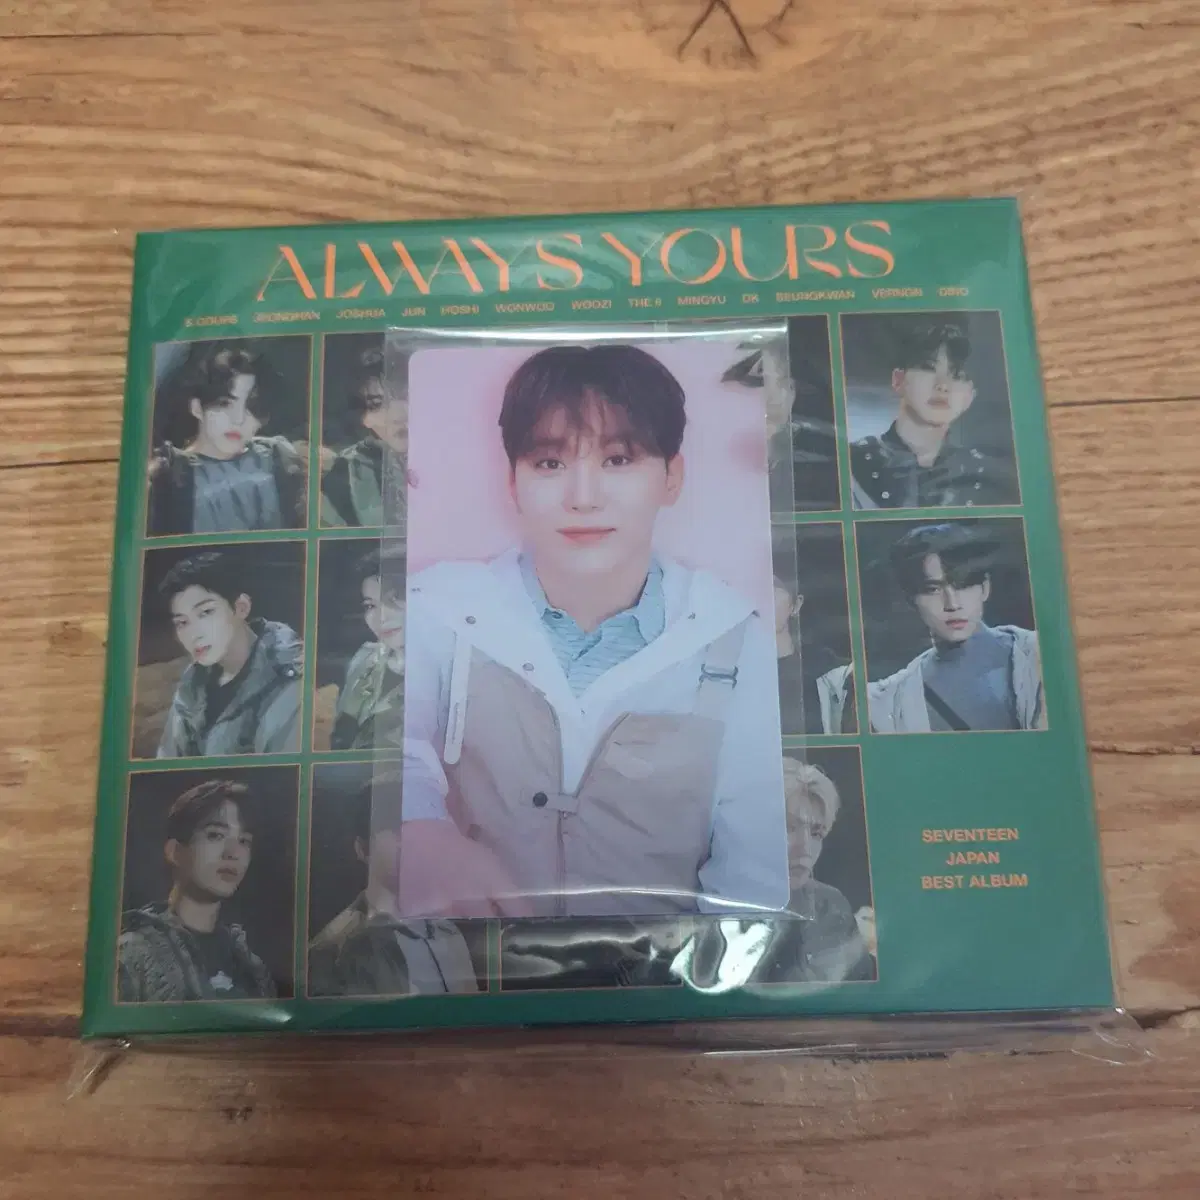 ALWAYS YOURS
S.COUPS JEONGHAN JOSHUA JUN HOSHI WONWOO WOOZI THE 8 MINGYU DK SEUNGKWAN VERNON DINO
SEVENTEEN
JAPAN
BEST ALBUM